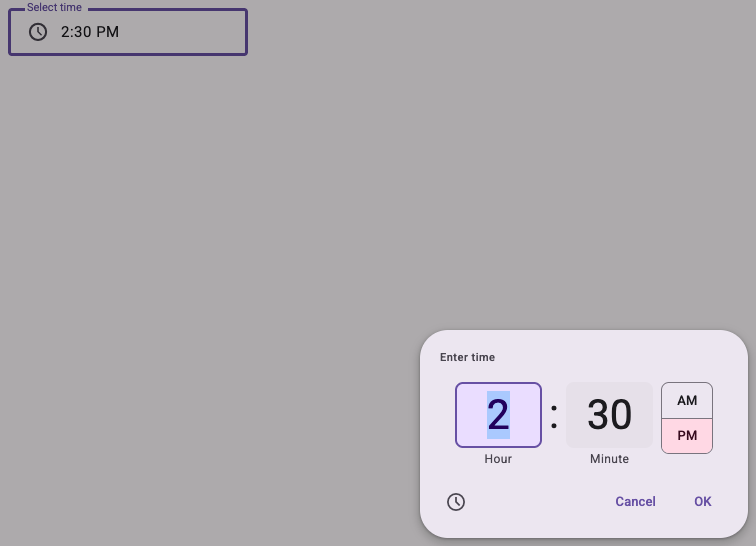 Select time
2:30 PM
Enter time
2 : 30
AM
PM
Hour Minute
Cancel OK